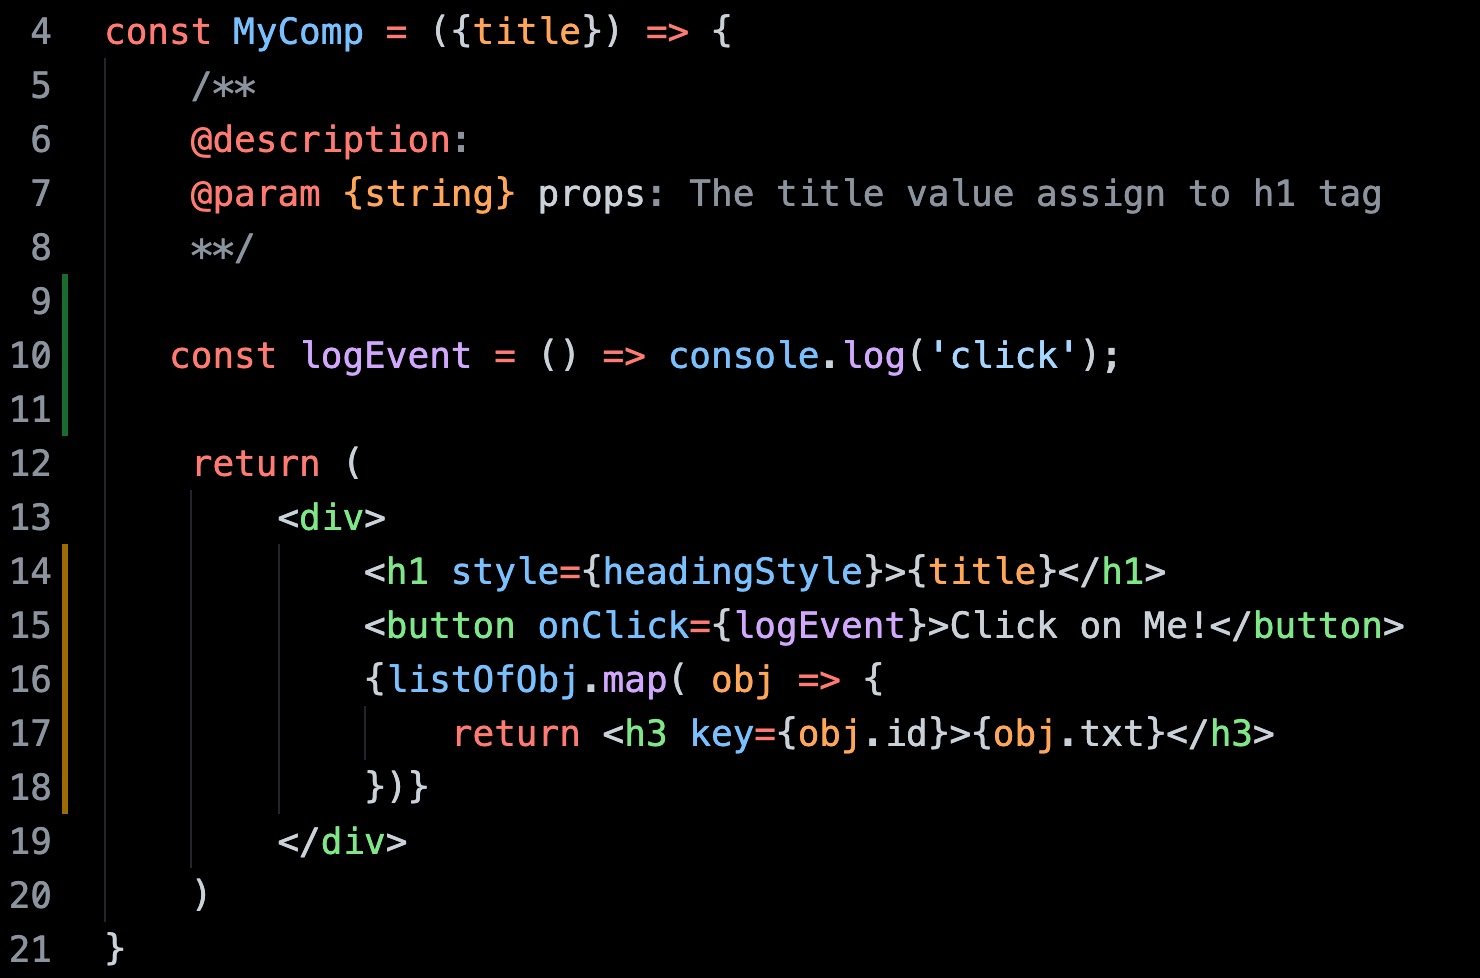 4 const MyComp = ({title}) => {
5 /**
6 @description:
7 @param {string} props: The title value assign to h1 tag
8 **/
9
10 const logEvent = () => console.log('click');
11
12 return (
13 <div>
14 <h1 style={headingStyle}>{title}</h1>
15 <button onClick={logEvent}>Click on Me!</button>
16 {listOfObj.map( obj => {
17 return <h3 key={obj.id}>{obj.txt}</h3>
18 })}
19 </div>
20 )
21 }